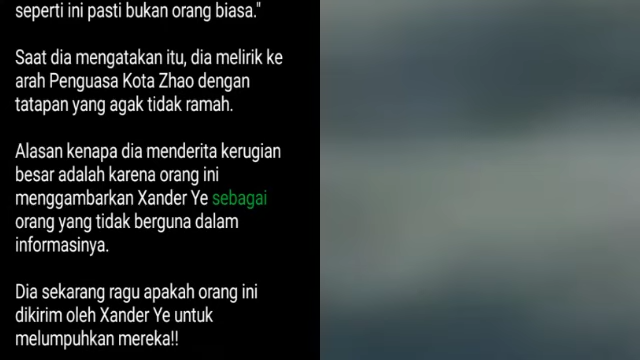 seperti ini pasti bukan orang biasa."
Saat dia mengatakan itu, dia melirik ke
arah Penguasa Kota Zhao dengan
tatapan yang agak tidak ramah.
Alasan kenapa dia menderita kerugian
besar adalah karena orang ini
menggambarkan Xander Ye sebagai
orang yang tidak berguna dalam
informasinya.
Dia sekarang ragu apakah orang ini
dikirim oleh Xander Ye untuk
melumpuhkan mereka!!